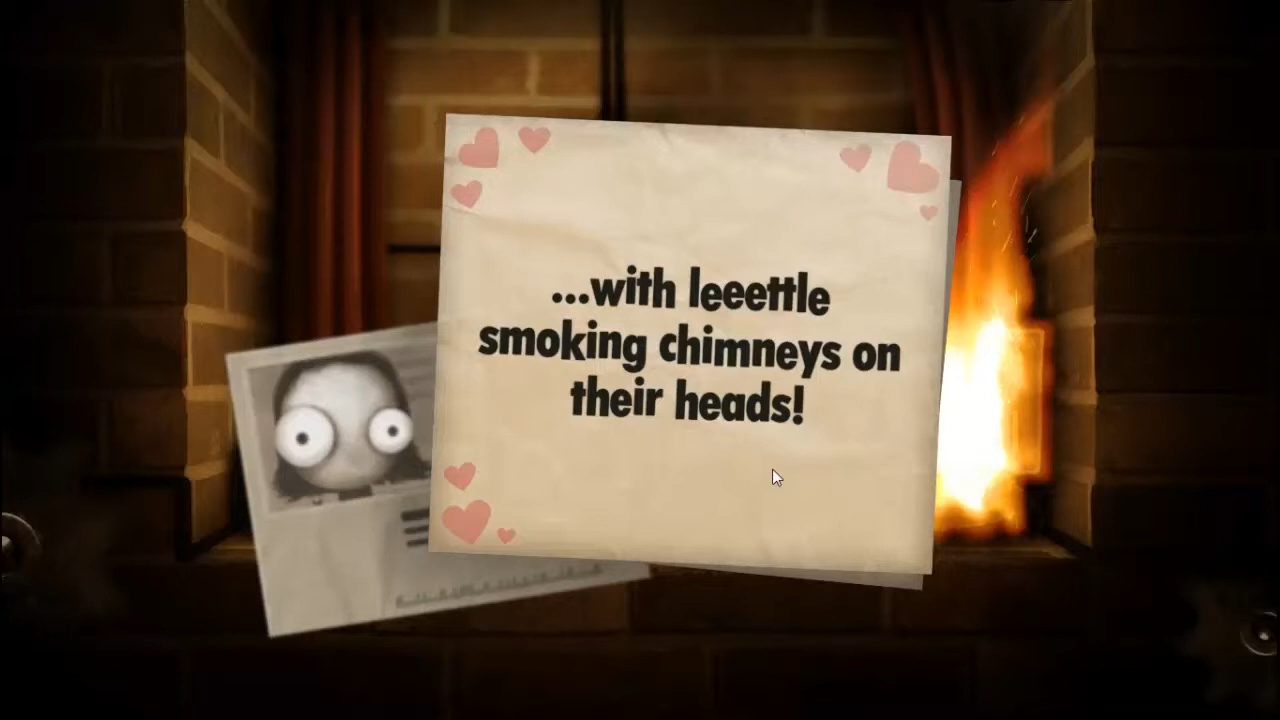 ...with leeettle
smoking chimneys on
their heads!